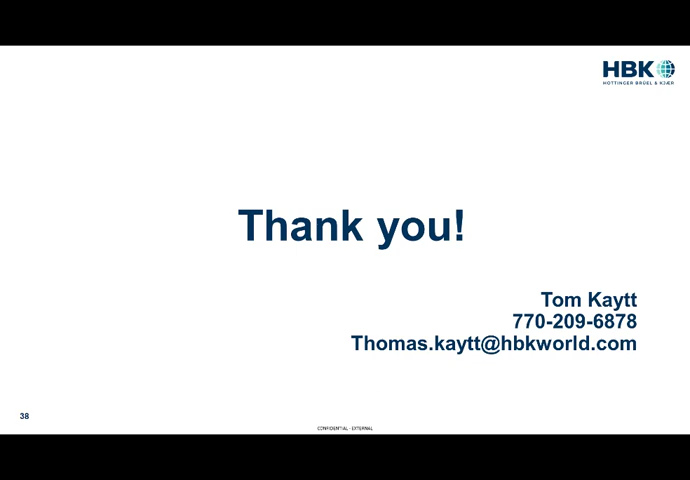 HBK
HOTTINGER BRÜEL & KJÆR
Thank you!
Tom Kaytt
770-209-6878
Thomas.kaytt@hbkworld.com
38
CONFIDENTIAL - EXTERNAL